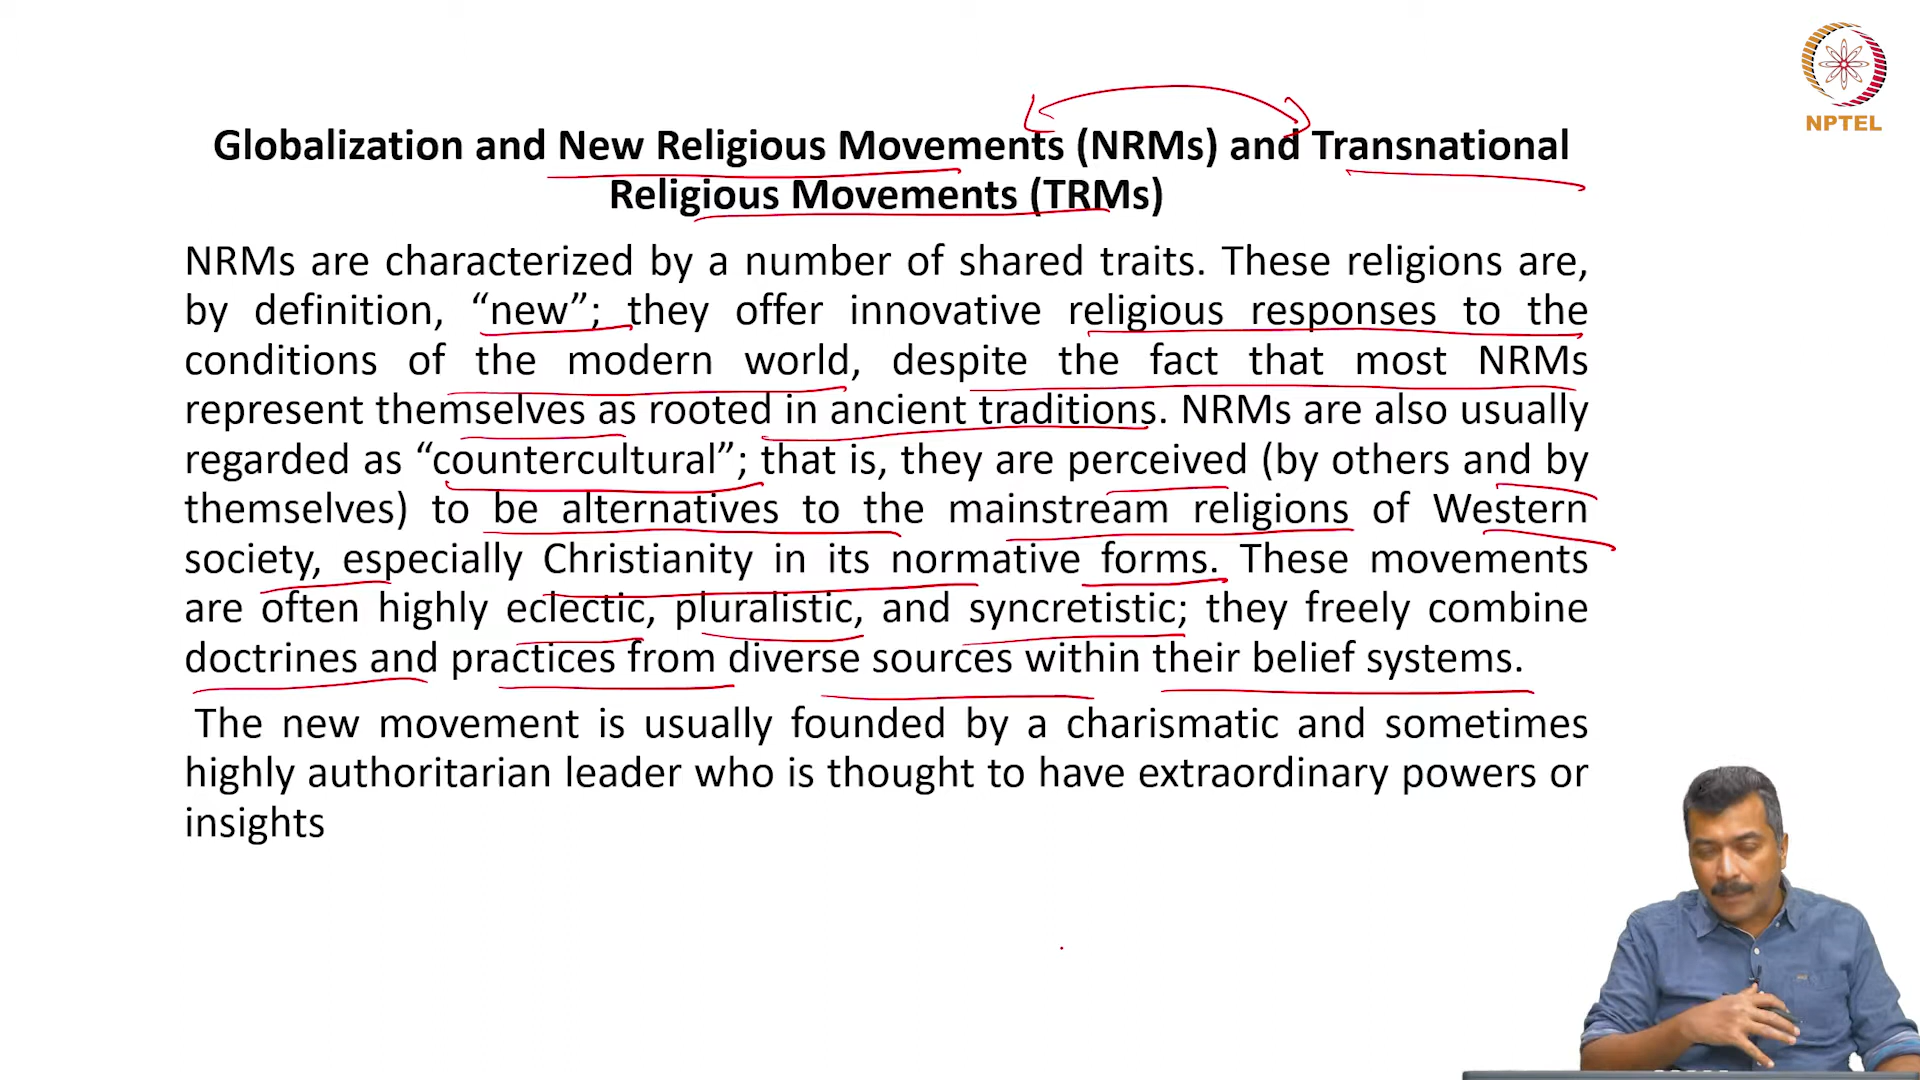 NPTEL
Globalization and New Religious Movements (NRMs) and Transnational
Religious Movements (TRMs)
NRMs are characterized by a number of shared traits. These religions are,
by definition, “new”; they offer innovative religious responses to the
conditions of the modern world, despite the fact that most NRMs
represent themselves as rooted in ancient traditions. NRMs are also usually
regarded as “countercultural”; that is, they are perceived (by others and by
themselves) to be alternatives to the mainstream religions of Western
society, especially Christianity in its normative forms. These movements
are often highly eclectic, pluralistic, and syncretistic; they freely combine
doctrines and practices from diverse sources within their belief systems.
The new movement is usually founded by a charismatic and sometimes
highly authoritarian leader who is thought to have extraordinary powers or
insights